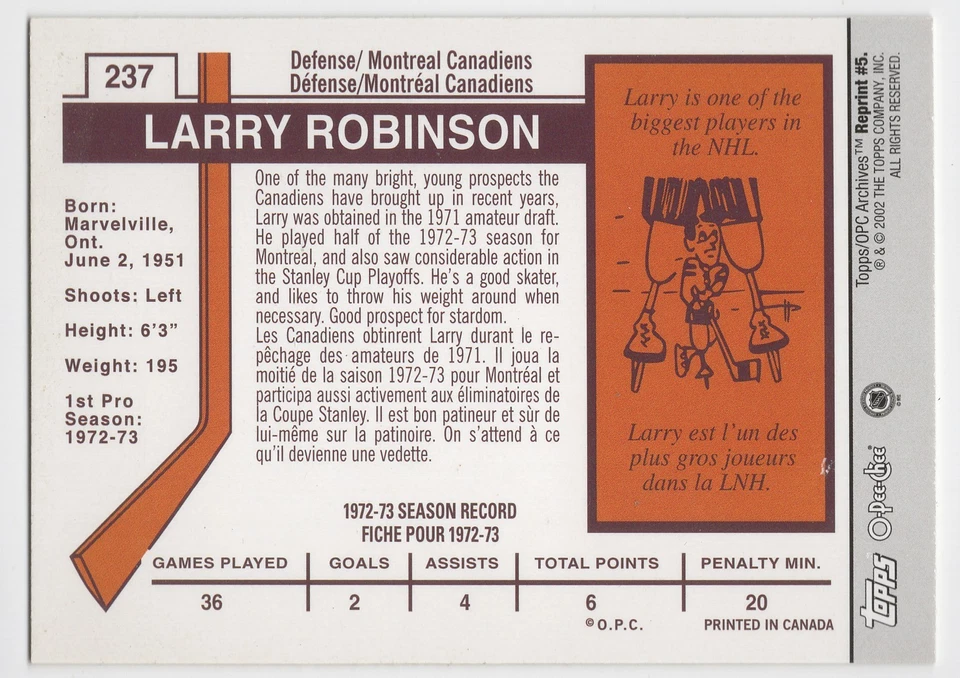 237
Defense/ Montreal Canadiens
Défense/Montréal Canadiens
LARRY ROBINSON
Born:
Marvelville,
Ont.
June 2, 1951
Shoots: Left
Height: 6'3”
Weight: 195
1st Pro
Season:
1972-73
One of the many bright, young prospects the
Canadiens have brought up in recent years,
Larry was obtained in the 1971 amateur draft.
He played half of the 1972-73 season for
Montreal, and also saw considerable action in
the Stanley Cup Playoffs. He's a good skater,
and likes to throw his weight around when
necessary. Good prospect for stardom.
Les Canadiens obtinrent Larry durant le re-
pêchage des amateurs de 1971. Il joua la
moitié de la saison 1972-73 pour Montréal et
participa aussi activement aux éliminatoires de
la Coupe Stanley. Il est bon patineur et sùr de
lui-même sur la patinoire. On s'attend à ce
qu'il devienne une vedette.
Larry is one of the
biggest players in
the NHL.
Larry est l'un des
plus gros joueurs
dans la LNH.
1972-73 SEASON RECORD
FICHE POUR 1972-73
GAMES PLAYED GOALS ASSISTS TOTAL POINTS PENALTY MIN.
36 2 4 6 20
© O.P.C. PRINTED IN CANADA
Topps/OPC Archives™ Reprint #5.
® & © 2002 THE TOPPS COMPANY, INC.
ALL RIGHTS RESERVED.
O-Pee-Chee
Topps